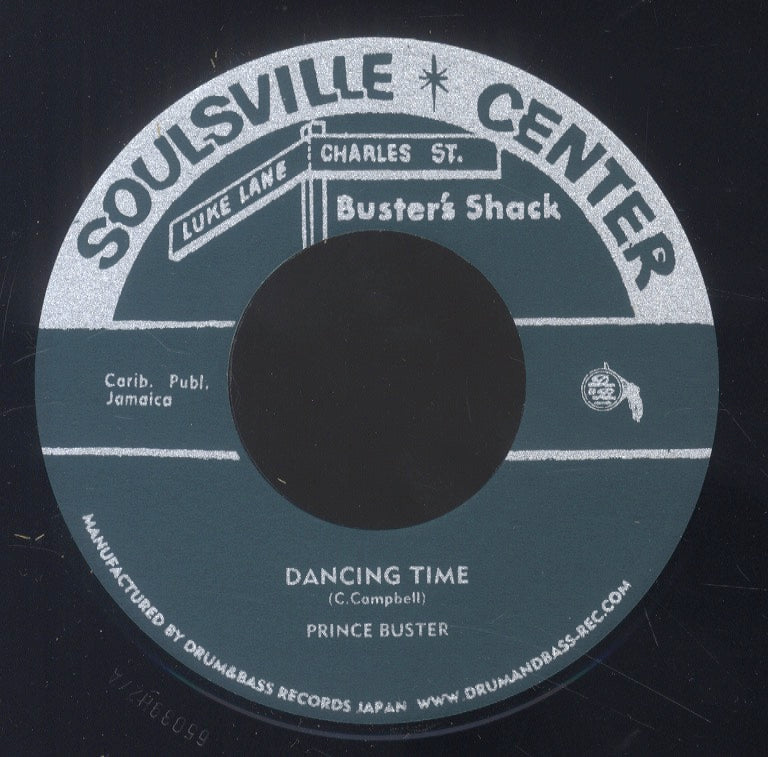 SOULSVILLE * CENTER
LUKE LANE
CHARLES ST.
Buster's Shack
Carib. Publ.
Jamaica
DANCING TIME
(C.Campbell)
PRINCE BUSTER
MANUFACTURED BY DRUM&BASS RECORDS JAPAN WWW.DRUMANDBASS-REC.COM